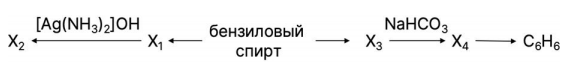 [Ag(NH₃)₂]OH
NaHCO₃
X₂ ← X₁ ← бензиловый спирт → X₃ → X₄ → C₆H₆